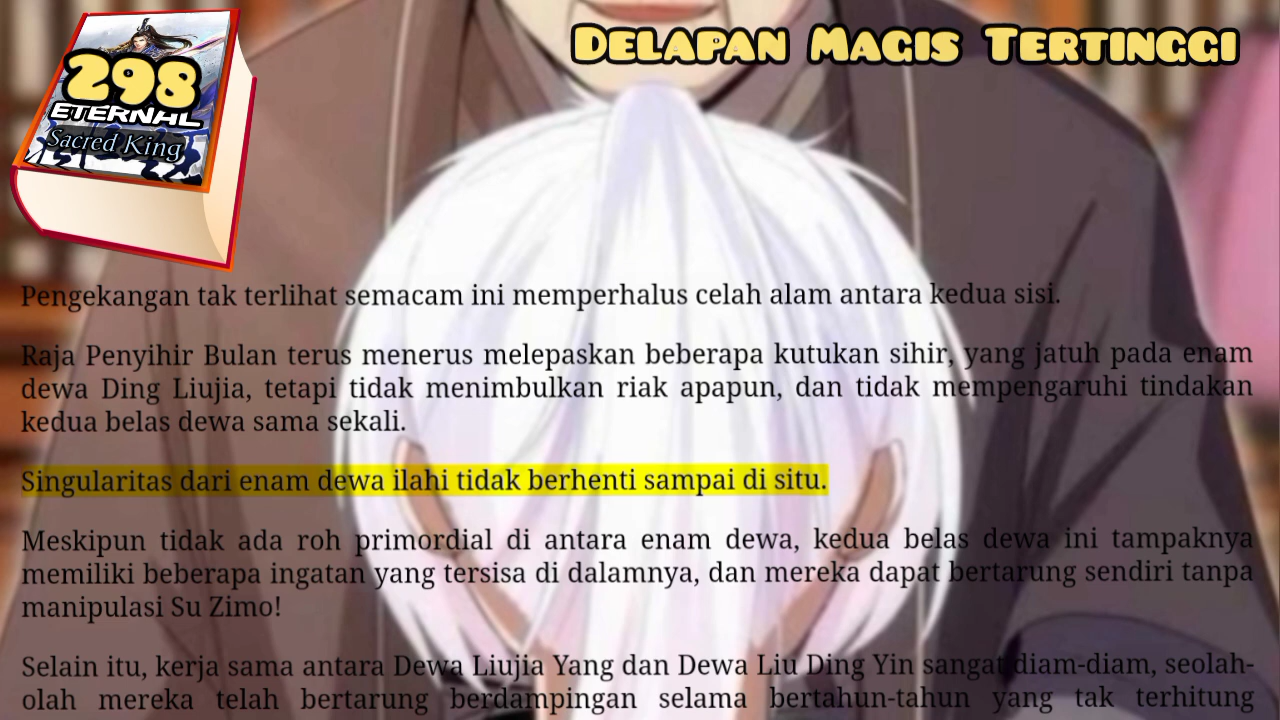 Delapan Magis Tertinggi
298
ETERNAL
Sacred King
Pengekangan tak terlihat semacam ini memperhalus celah alam antara kedua sisi.
Raja Penyihir Bulan terus menerus melepaskan beberapa kutukan sihir, yang jatuh pada enam
dewa Ding Liujia, tetapi tidak menimbulkan riak apapun, dan tidak mempengaruhi tindakan
kedua belas dewa sama sekali.
Singularitas dari enam dewa ilahi tidak berhenti sampai di situ.
Meskipun tidak ada roh primordial di antara enam dewa, kedua belas dewa ini tampaknya
memiliki beberapa ingatan yang tersisa di dalamnya, dan mereka dapat bertarung sendiri tanpa
manipulasi Su Zimo!
Selain itu, kerja sama antara Dewa Liujia Yang dan Dewa Liu Ding Yin sangat diam-diam, seolah-
olah mereka telah bertarung berdampingan selama bertahun-tahun yang tak terhitung